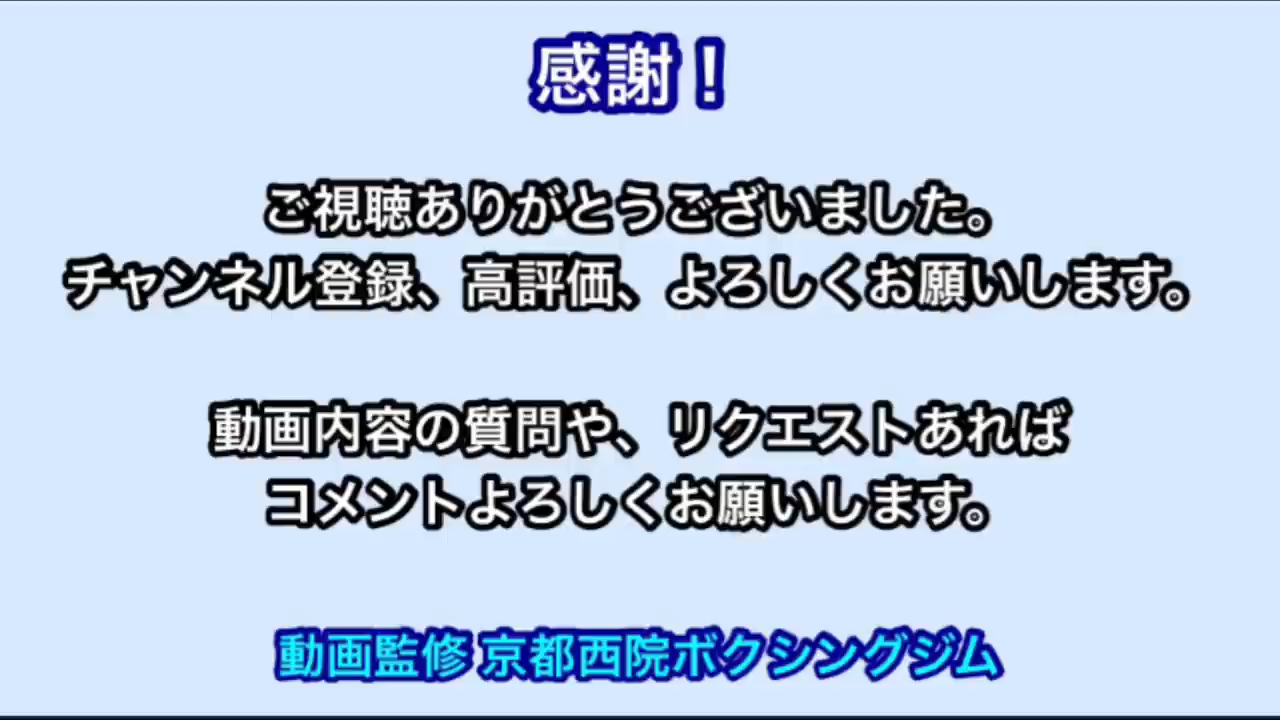 感謝！
ご視聴ありがとうございました。
チャンネル登録、高評価、よろしくお願いします。
動画内容の質問や、リクエストあれば
コメントよろしくお願いします。
動画監修 京都西院ボクシングジム